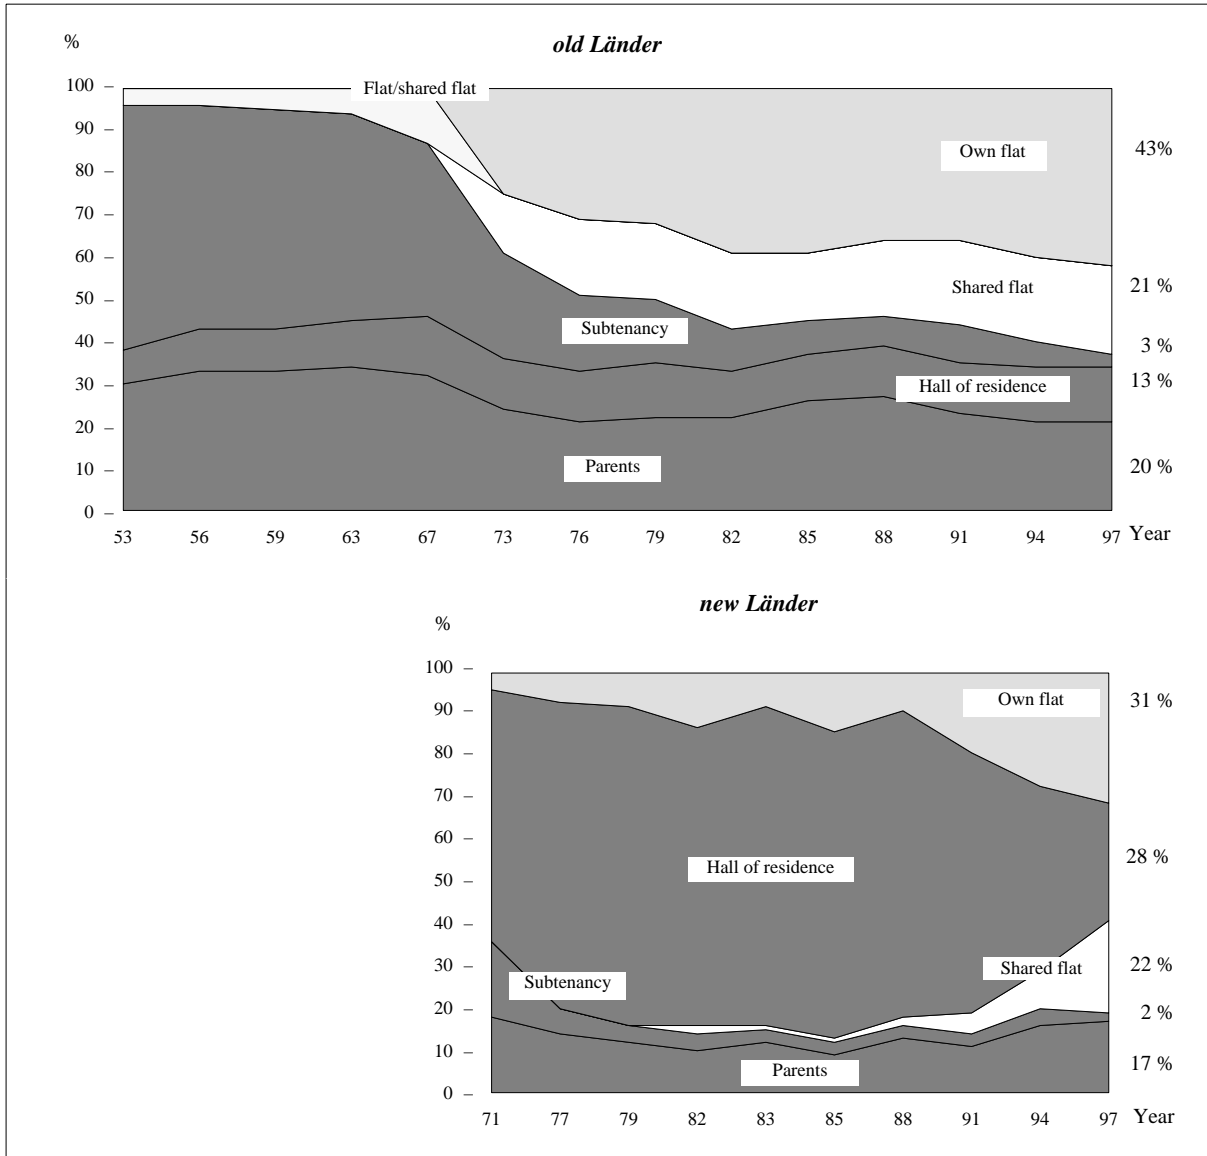 old Länder
%
100
Flat/shared flat
90
Own flat
43%
80
70
60
50
Shared flat
21 %
40
Subtenancy
3 %
30
Hall of residence
13 %
20
Parents
20 %
10
0
53 56 59 63 67 73 76 79 82 85 88 91 94 97 Year
new Länder
%
100
Own flat
31 %
90
80
70
60
Hall of residence
28 %
50
40
30
Subtenancy
Shared flat
22 %
20
2 %
10
Parents
17 %
0
71 77 79 82 83 85 88 91 94 97 Year